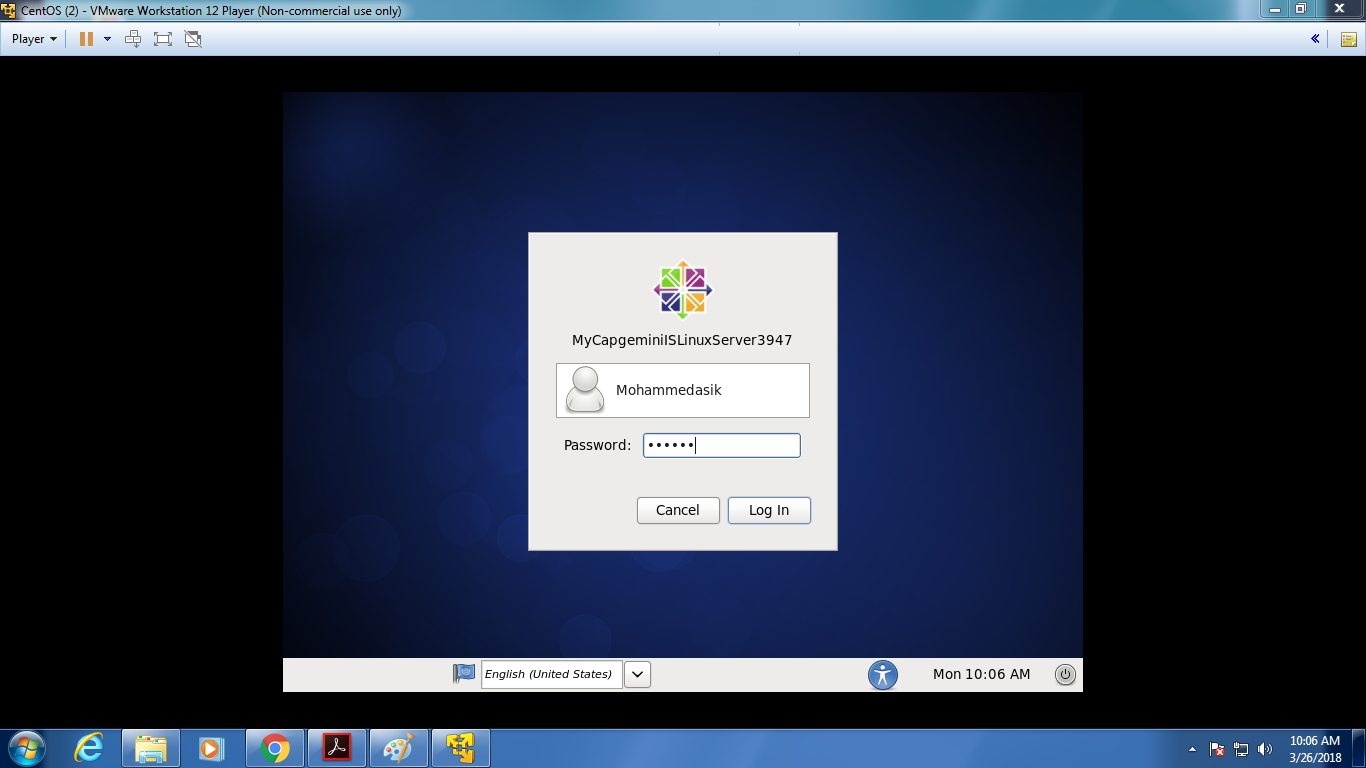 CentOS (2) - VMware Workstation 12 Player (Non-commercial use only)
Player
MyCapgeminiISLinuxServer3947
Mohammedasik
Password: ••••••
Cancel Log In
English (United States) Mon 10:06 AM
10:06 AM
3/26/2018